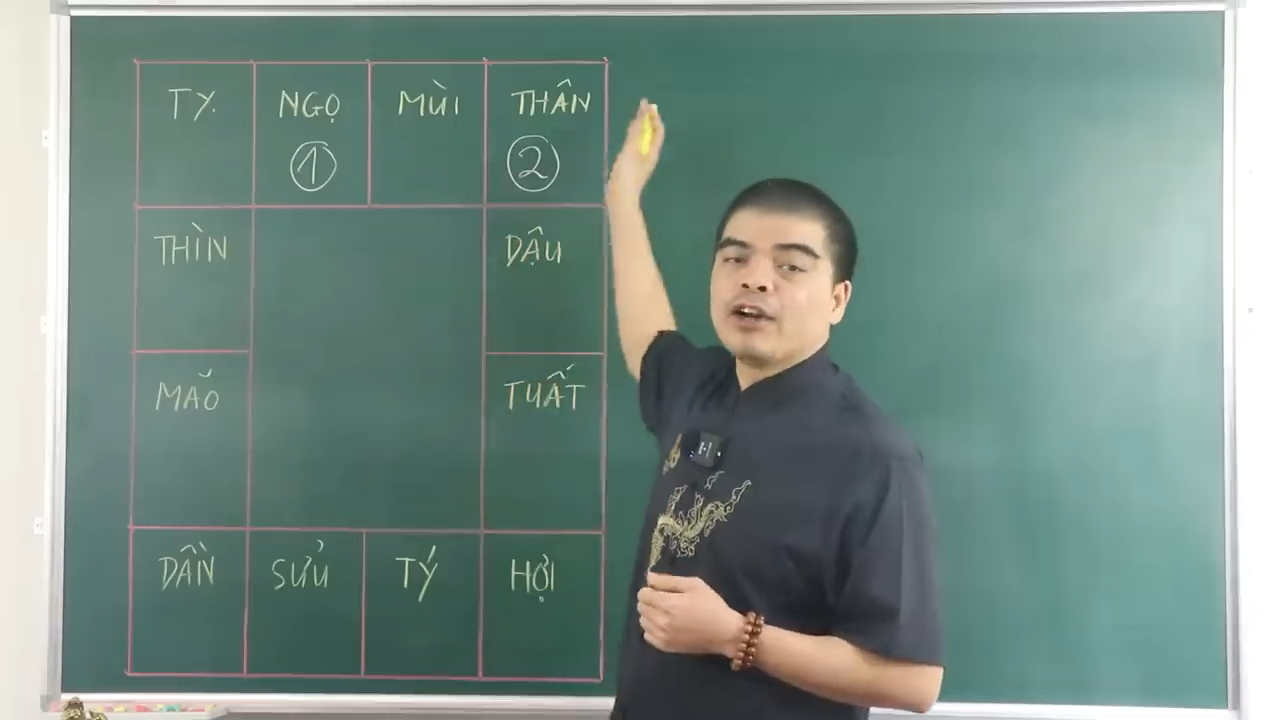 TỴ
NGỌ
MÙI
THÂN
1
2
THÌN
DẬU
MÃO
TUẤT
DẦN
SỬU
TÝ
HỢI